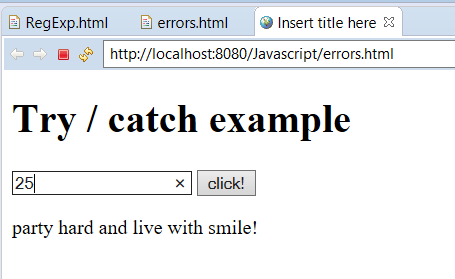 RegExp.html errors.html Insert title here
http://localhost:8080/Javascript/errors.html
Try / catch example
25 click!
party hard and live with smile!